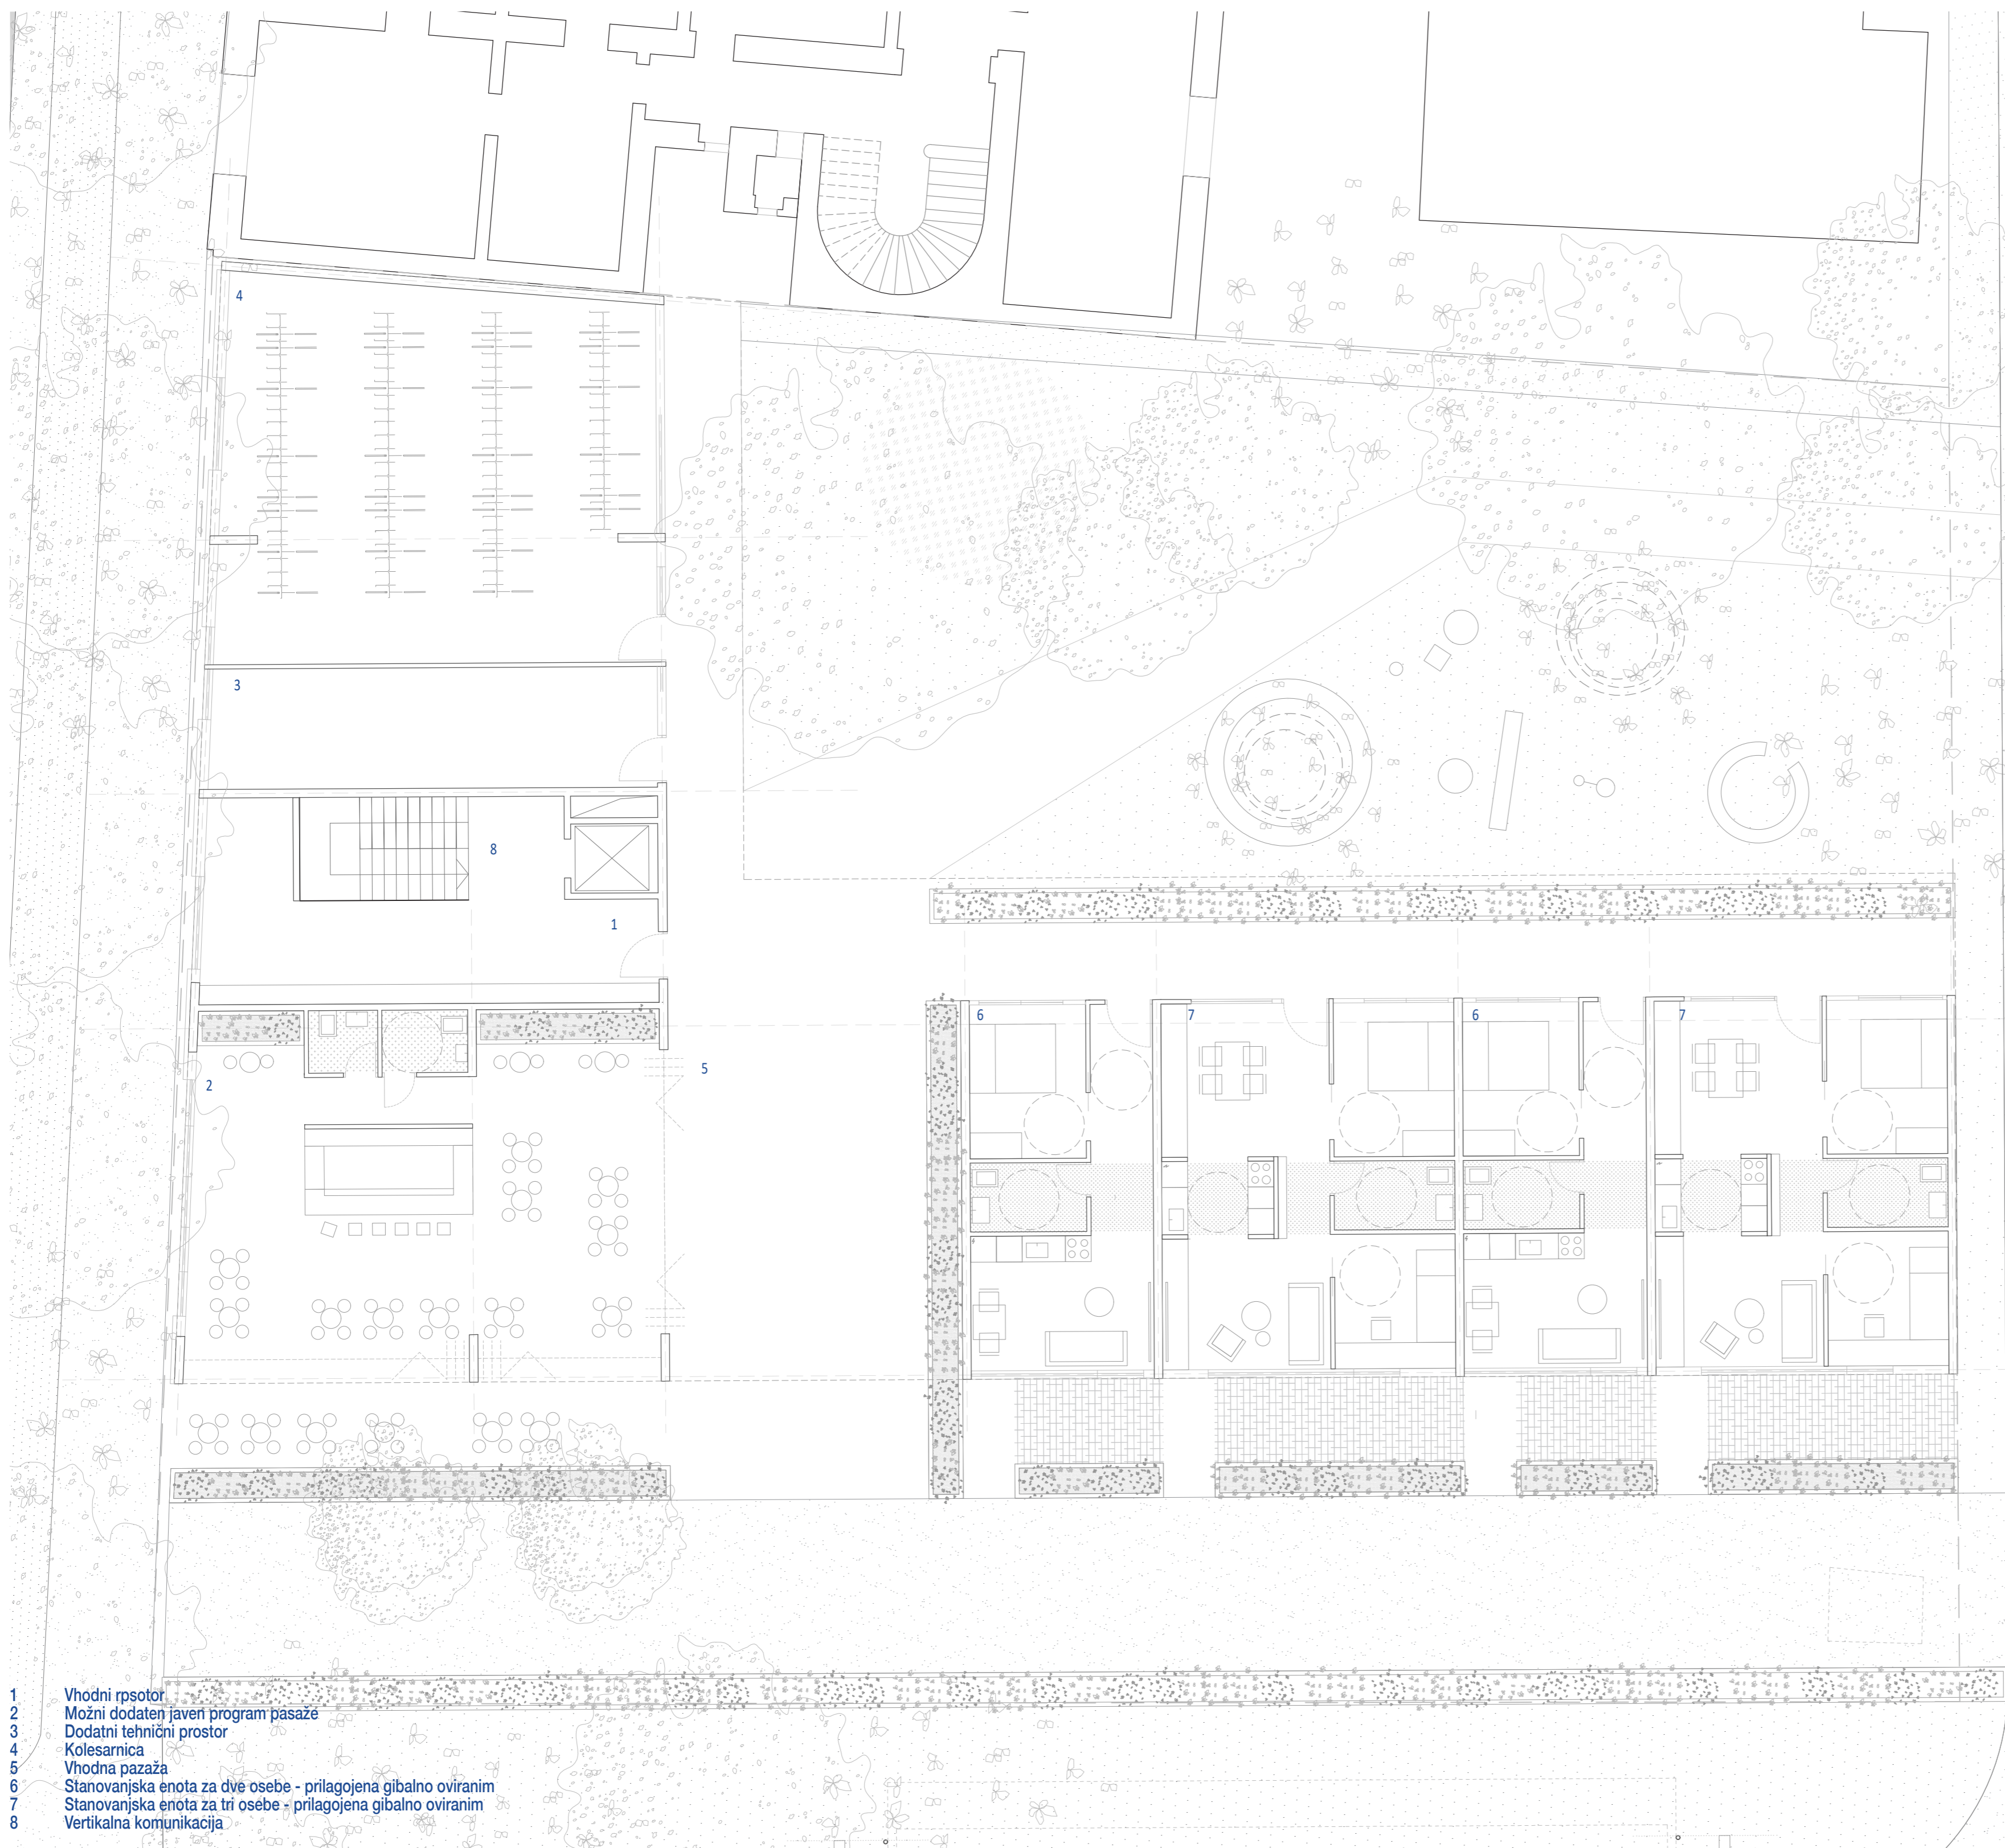 4
3
8
1
6
7
6
7
5
2
1 Vhodni rpsotor
2 Možni dodaten javen program pasaže
3 Dodatni tehnični prostor
4 Kolesarnica
5 Vhodna pazaža
6 Stanovanjska enota za dve osebe - prilagojena gibalno oviranim
7 Stanovanjska enota za tri osebe - prilagojena gibalno oviranim
8 Vertikalna komunikacija